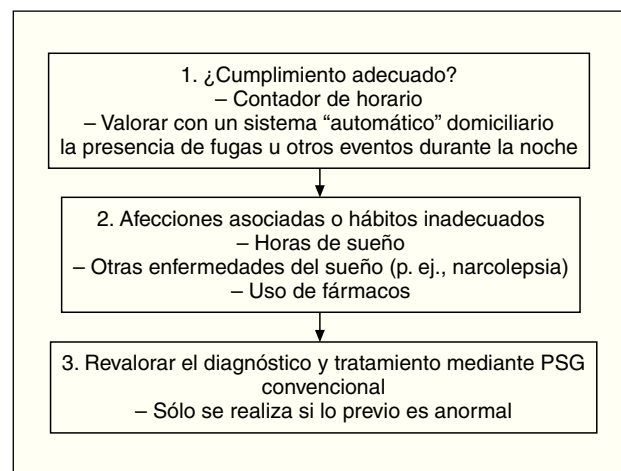 1. ¿Cumplimiento adecuado?
– Contador de horario
– Valorar con un sistema “automático” domiciliario
la presencia de fugas u otros eventos durante la noche
2. Afecciones asociadas o hábitos inadecuados
– Horas de sueño
– Otras enfermedades del sueño (p. ej., narcolepsia)
– Uso de fármacos
3. Revalorar el diagnóstico y tratamiento mediante PSG
convencional
– Sólo se realiza si lo previo es anormal